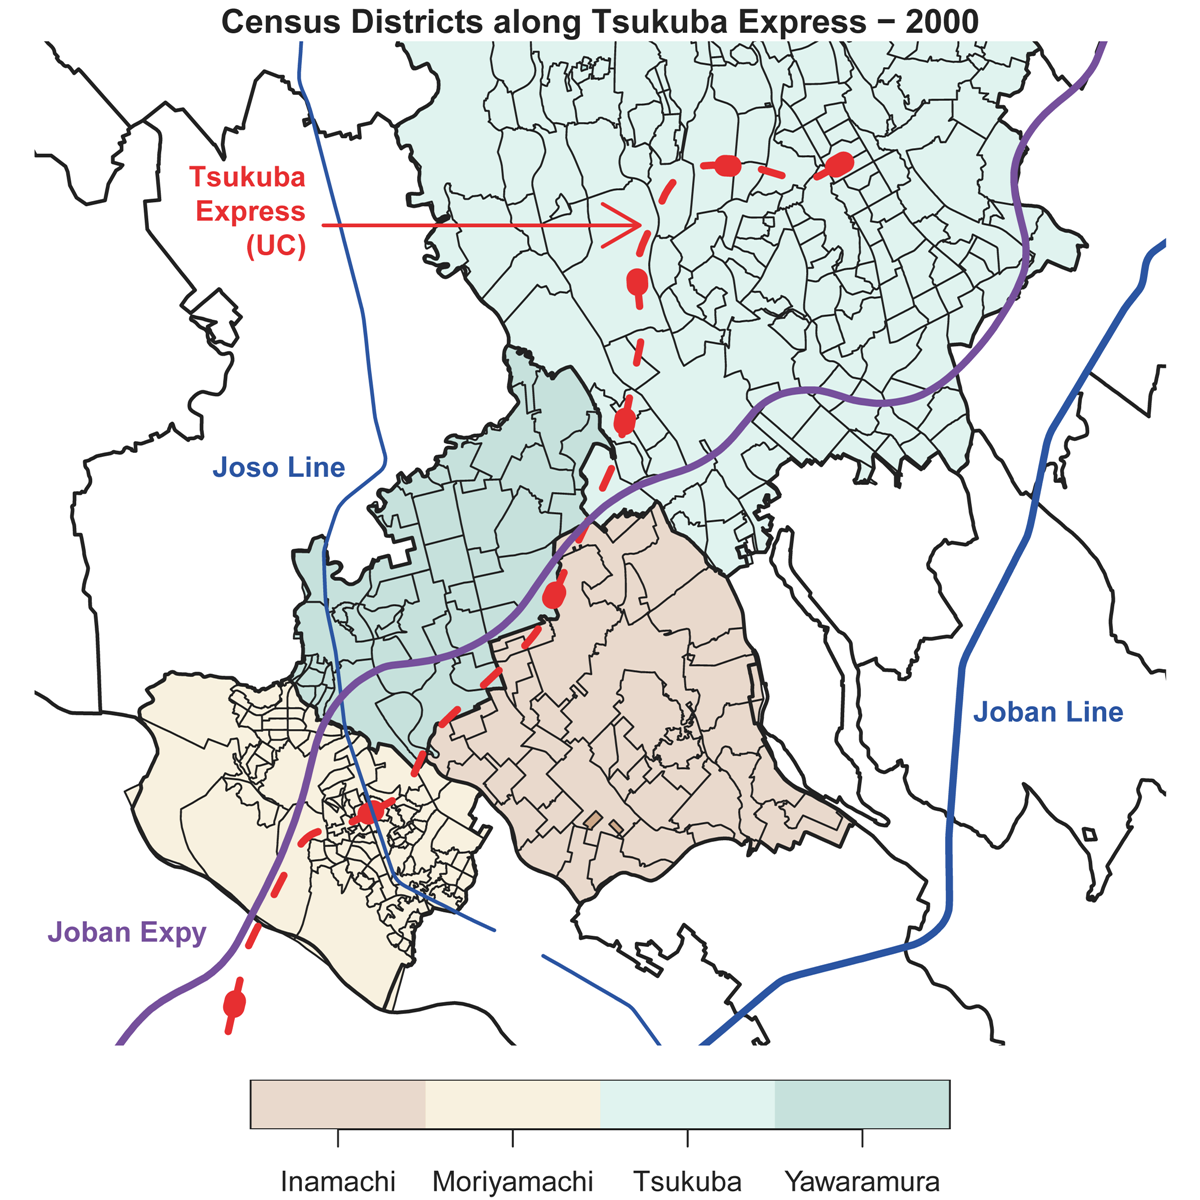 Census Districts along Tsukuba Express − 2000
Tsukuba
Express
(UC)
Joso Line
Joban Line
Joban Expy
Inamachi
Moriyamachi
Tsukuba
Yawaramura